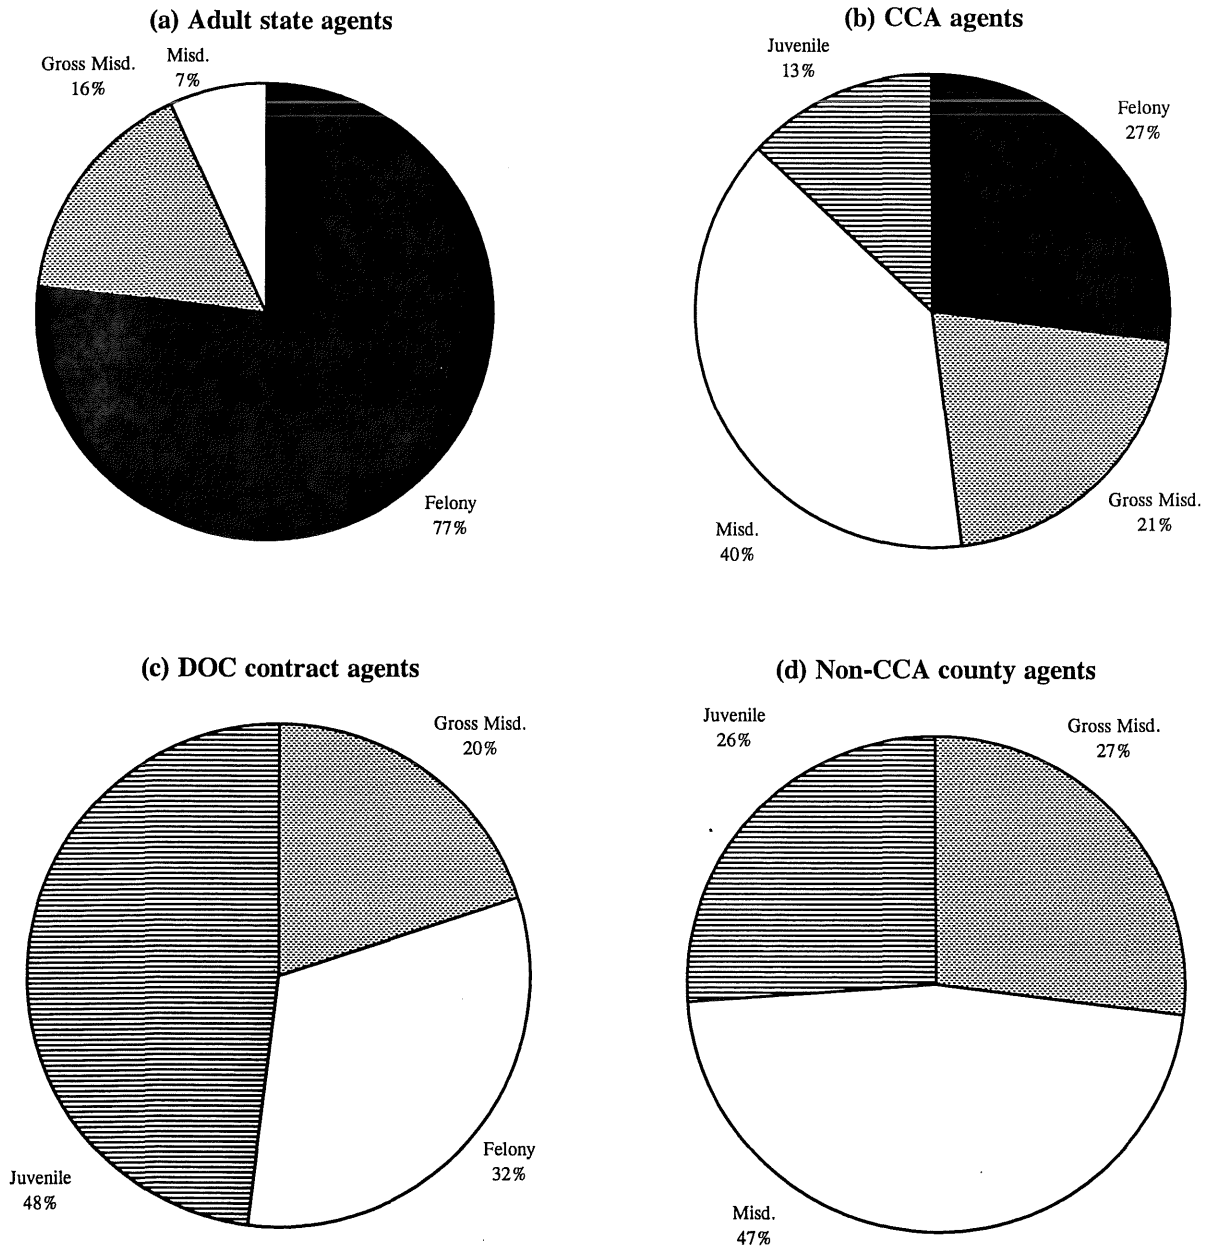 (a) Adult state agents
Misd.
7%
Gross Misd.
16%
Felony
77%
(b) CCA agents
Juvenile
13%
Felony
27%
Gross Misd.
21%
Misd.
40%
(c) DOC contract agents
Gross Misd.
20%
Felony
32%
Juvenile
48%
(d) Non-CCA county agents
Juvenile
26%
Gross Misd.
27%
Misd.
47%